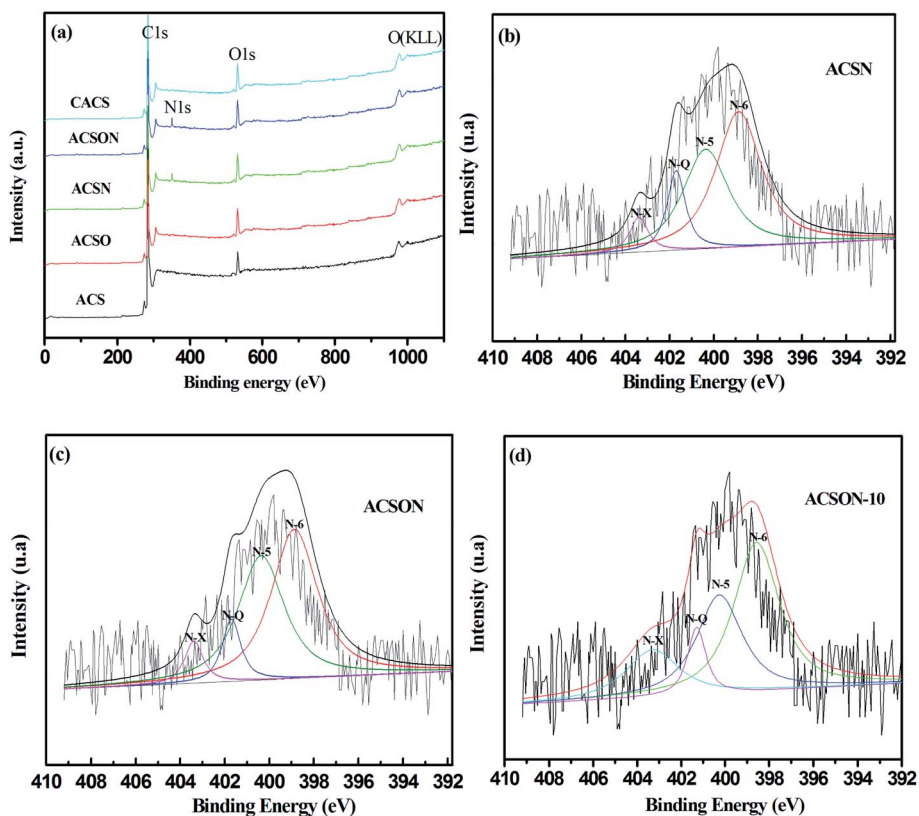 (a)
C1s
O1s
O(KLL)
N1s
CACS
ACSON
ACSN
ACSO
ACS
Intensity (a.u.)
0 200 400 600 800 1000
Binding energy (eV)
(b)
ACSN
N-6
N-5
N-Q
N-X
Intensity (u.a)
410 408 406 404 402 400 398 396 394 392
Binding Energy (eV)
(c)
ACSON
N-6
N-5
N-Q
N-X
Intensity (u.a)
410 408 406 404 402 400 398 396 394 392
Binding Energy (eV)
(d)
ACSON-10
N-6
N-5
N-Q
N-X
Intensity (u.a)
410 408 406 404 402 400 398 396 394 392
Binding Energy (eV)